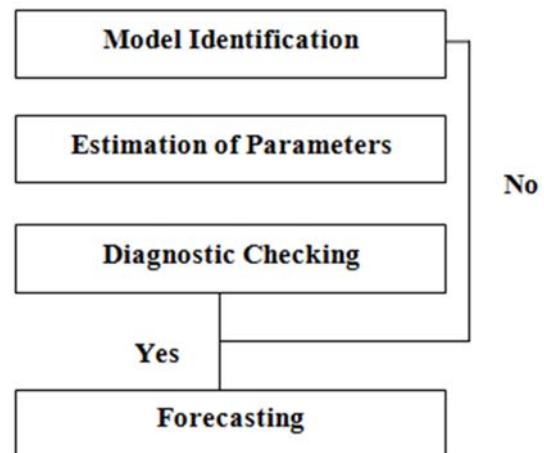 Model Identification
Estimation of Parameters
No
Diagnostic Checking
Yes
Forecasting